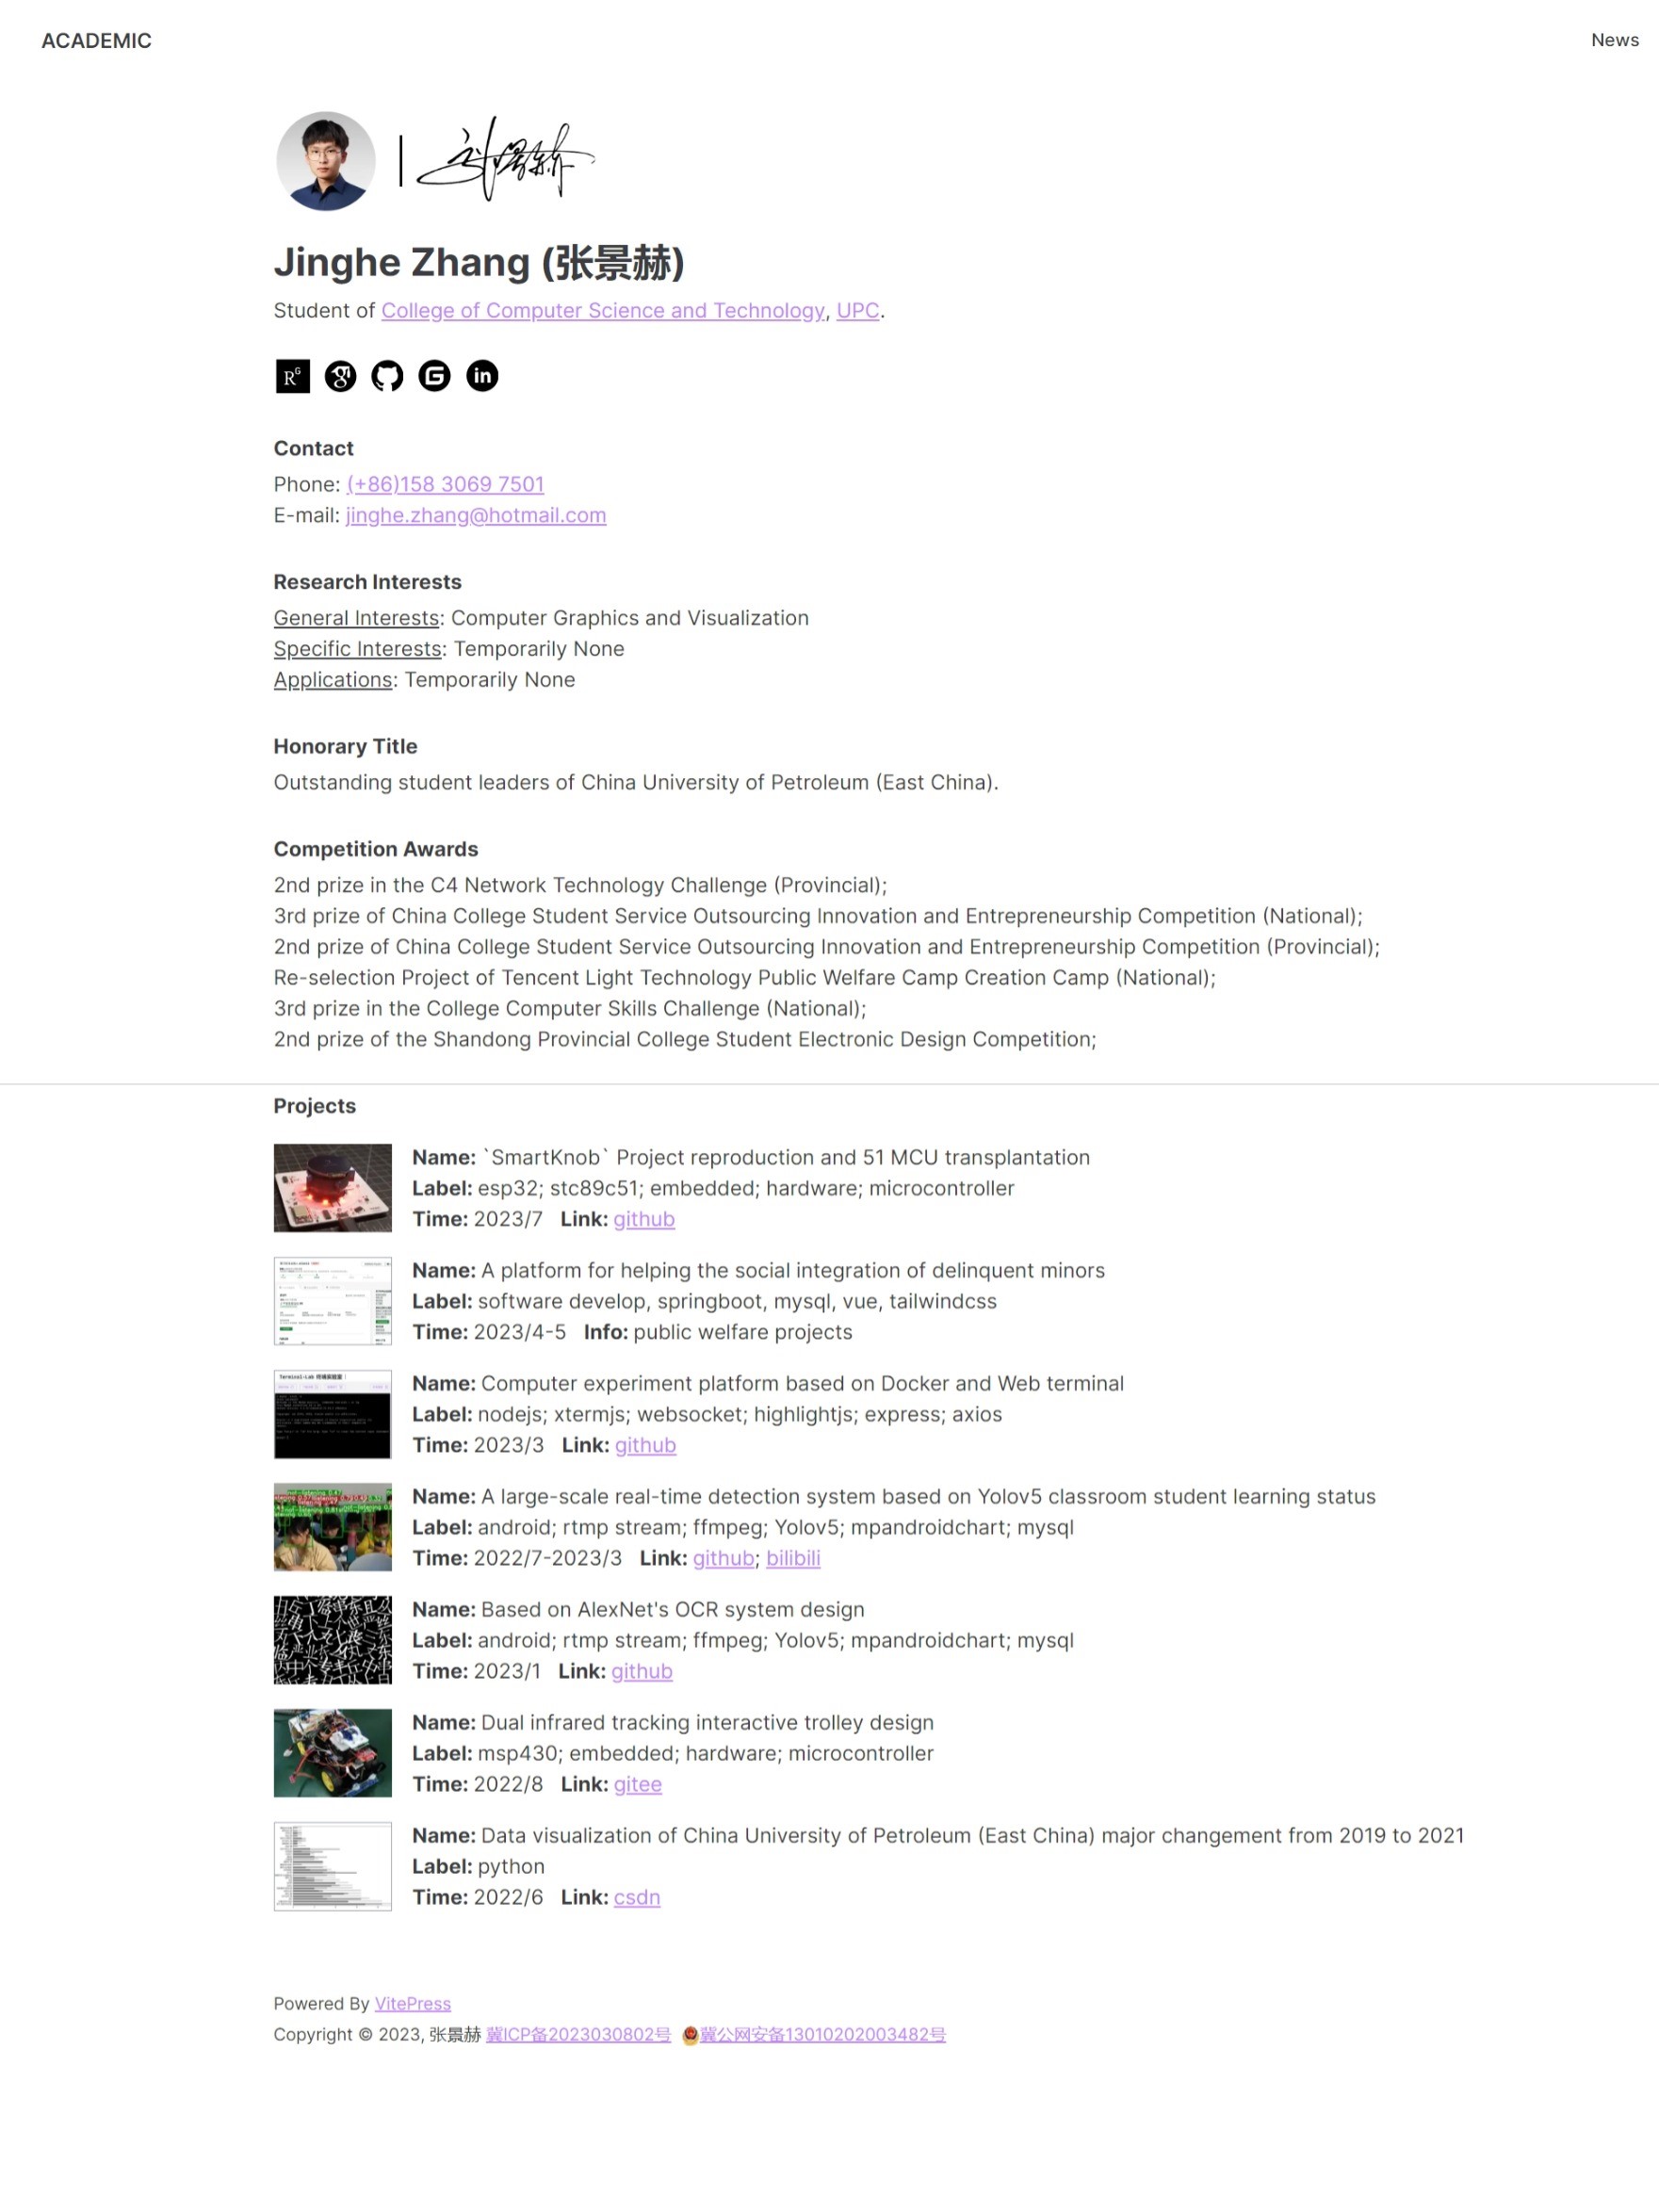 ACADEMIC
News
Jinghe Zhang (张景赫)
Student of College of Computer Science and Technology, UPC.
Contact
Phone: (+86)158 3069 7501
E-mail: jinghe.zhang@hotmail.com
Research Interests
General Interests: Computer Graphics and Visualization
Specific Interests: Temporarily None
Applications: Temporarily None
Honorary Title
Outstanding student leaders of China University of Petroleum (East China).
Competition Awards
2nd prize in the C4 Network Technology Challenge (Provincial);
3rd prize of China College Student Service Outsourcing Innovation and Entrepreneurship Competition (National);
2nd prize of China College Student Service Outsourcing Innovation and Entrepreneurship Competition (Provincial);
Re-selection Project of Tencent Light Technology Public Welfare Camp Creation Camp (National);
3rd prize in the College Computer Skills Challenge (National);
2nd prize of the Shandong Provincial College Student Electronic Design Competition;
Projects
Name: `SmartKnob` Project reproduction and 51 MCU transplantation
Label: esp32; stc89c51; embedded; hardware; microcontroller
Time: 2023/7 Link: github
Name: A platform for helping the social integration of delinquent minors
Label: software develop, springboot, mysql, vue, tailwindcss
Time: 2023/4-5 Info: public welfare projects
Name: Computer experiment platform based on Docker and Web terminal
Label: nodejs; xtermjs; websocket; highlightjs; express; axios
Time: 2023/3 Link: github
Name: A large-scale real-time detection system based on Yolov5 classroom student learning status
Label: android; rtmp stream; ffmpeg; Yolov5; mpandroidchart; mysql
Time: 2022/7-2023/3 Link: github; bilibili
Name: Based on AlexNet's OCR system design
Label: android; rtmp stream; ffmpeg; Yolov5; mpandroidchart; mysql
Time: 2023/1 Link: github
Name: Dual infrared tracking interactive trolley design
Label: msp430; embedded; hardware; microcontroller
Time: 2022/8 Link: gitee
Name: Data visualization of China University of Petroleum (East China) major changement from 2019 to 2021
Label: python
Time: 2022/6 Link: csdn
Powered By VitePress
Copyright © 2023, 张景赫 冀ICP备2023030802号 冀公网安备13010202003482号